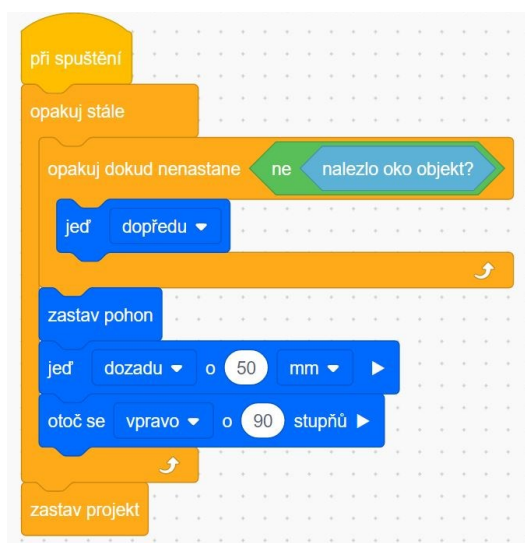 při spuštění
opakuj stále
opakuj dokud nenastane ne nalezlo oko objekt?
jeď dopředu
zastav pohon
jeď dozadu o 50 mm
otoč se vpravo o 90 stupňů
zastav projekt